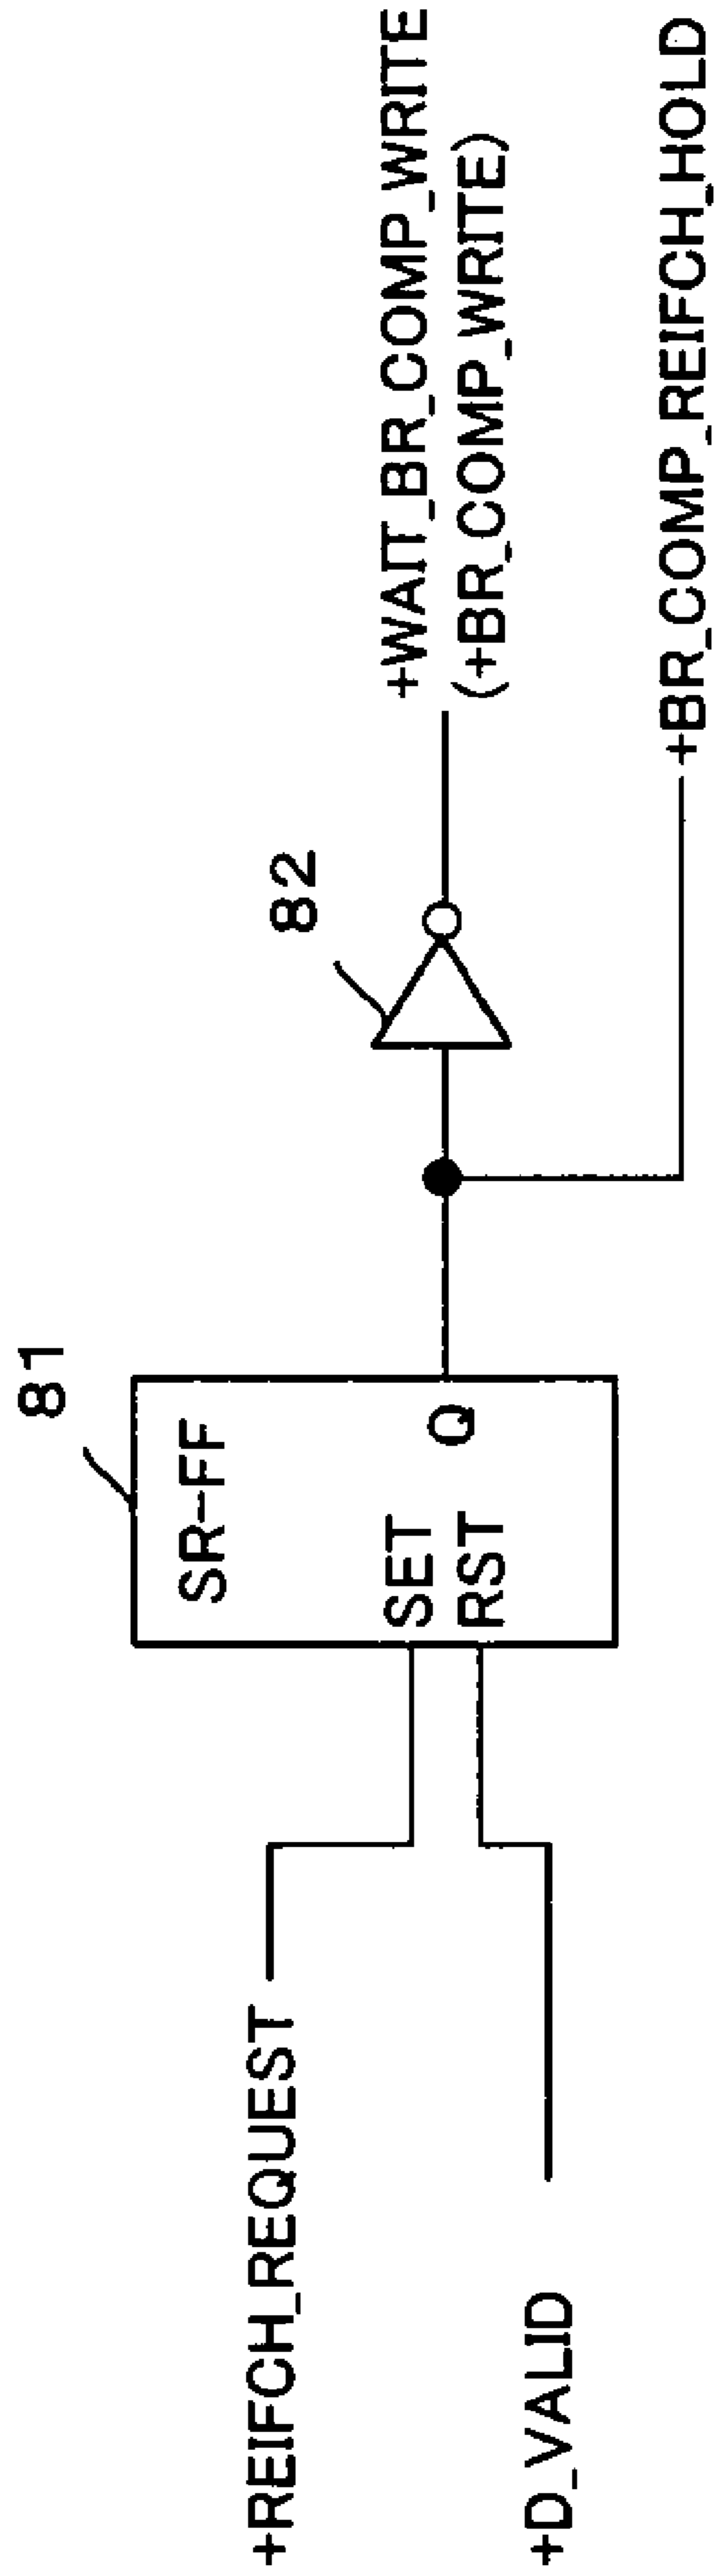 81
SR-FF
82
+REIFCH_REQUEST
SET
Q
+WAIT_BR_COMP_WRITE
RST
(+BR_COMP_WRITE)
+D_VALID
+BR_COMP_REIFCH_HOLD